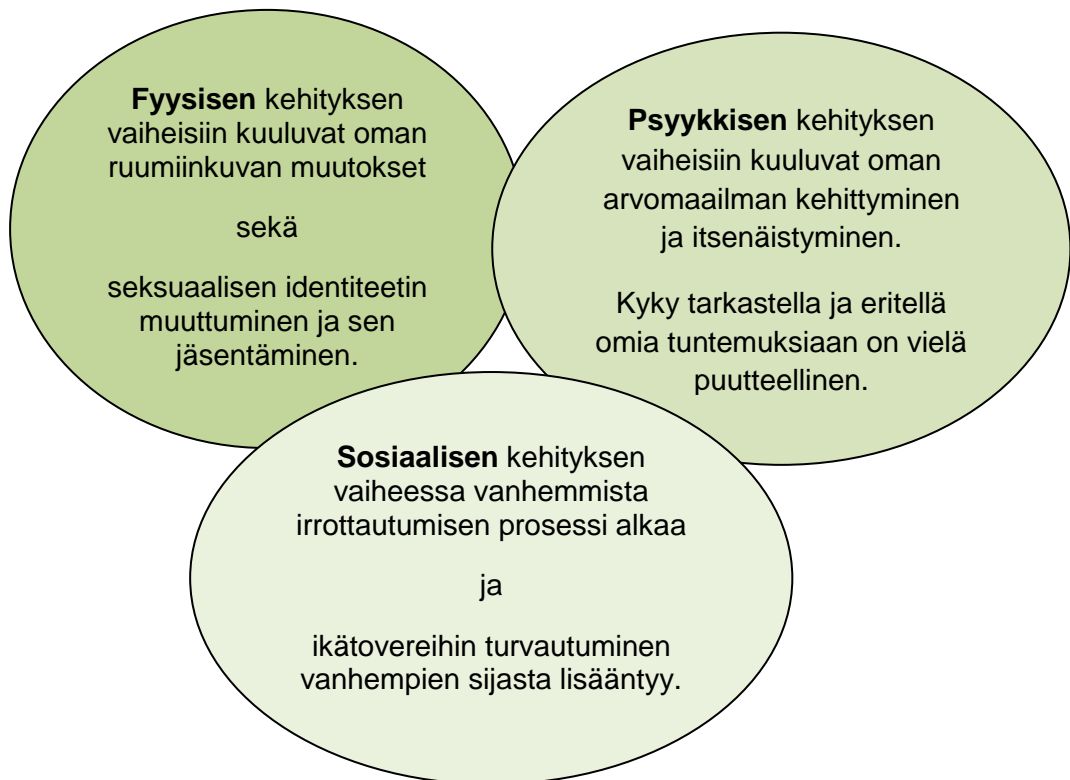 Fyysisen kehityksen
vaiheisiin kuuluvat oman
ruumiinkuvan muutokset
sekä
seksuaalisen identiteetin
muuttuminen ja sen
jäsentäminen.
Psyykkisen kehityksen
vaiheisiin kuuluvat oman
arvomaailman kehittyminen
ja itsenäistyminen.
Kyky tarkastella ja eritellä
omia tuntemuksiaan on vielä
puutteellinen.
Sosiaalisen kehityksen
vaiheessa vanhemmista
irrottautumisen prosessi alkaa
ja
ikätovereihin turvautuminen
vanhempien sijasta lisääntyy.